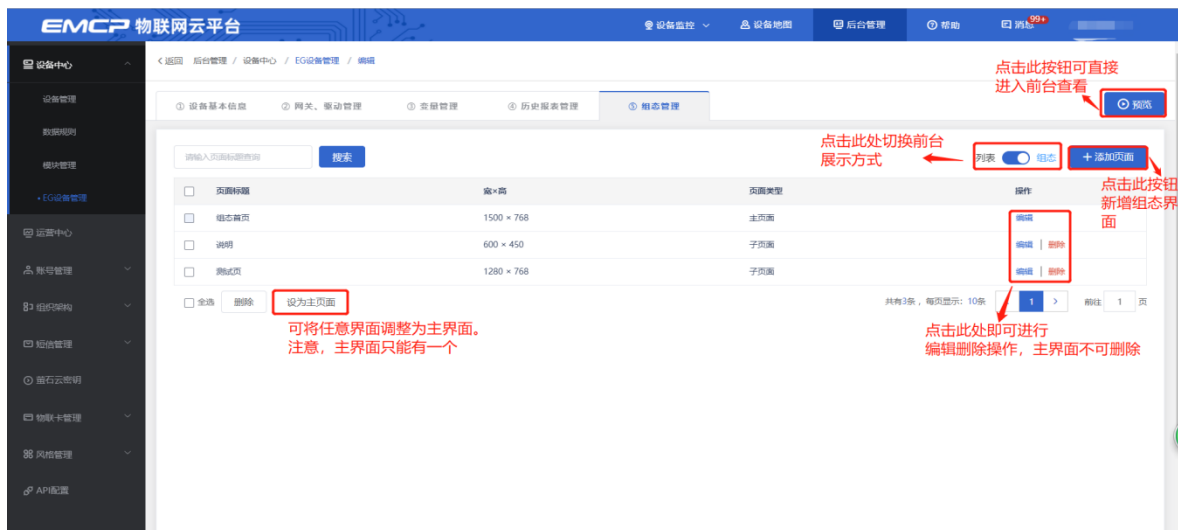 EMCP 物联网云平台
设备监控 设备地图 后台管理 帮助 消息 99+
设备中心
设备管理
数据规则
模块管理
EG设备管理
运营中心
账号管理
组织架构
短信管理
萤石云密钥
物联卡管理
风格管理
API配置
<返回 后台管理 / 设备中心 / EG设备管理 / 编辑
点击此按钮可直接
进入前台查看
① 设备基本信息 ② 网关、驱动管理 ③ 变量管理 ④ 历史报表管理 ⑤ 组态管理
预览
请输入页面标题查询 搜索
点击此处切换前台
展示方式
列表 组态 +添加页面
点击此按钮
新增组态界
面
页面标题 宽×高 页面类型 操作
组态首页 1500 × 768 主页面 编辑
说明 600 × 450 子页面 编辑 | 删除
测试页 1280 × 768 子页面 编辑 | 删除
全选 删除 设为主页面
共有3条，每页显示：10条 1 > 前往 1 页
可将任意界面调整为主界面。
注意，主界面只能有一个
点击此处即可进行
编辑删除操作，主界面不可删除